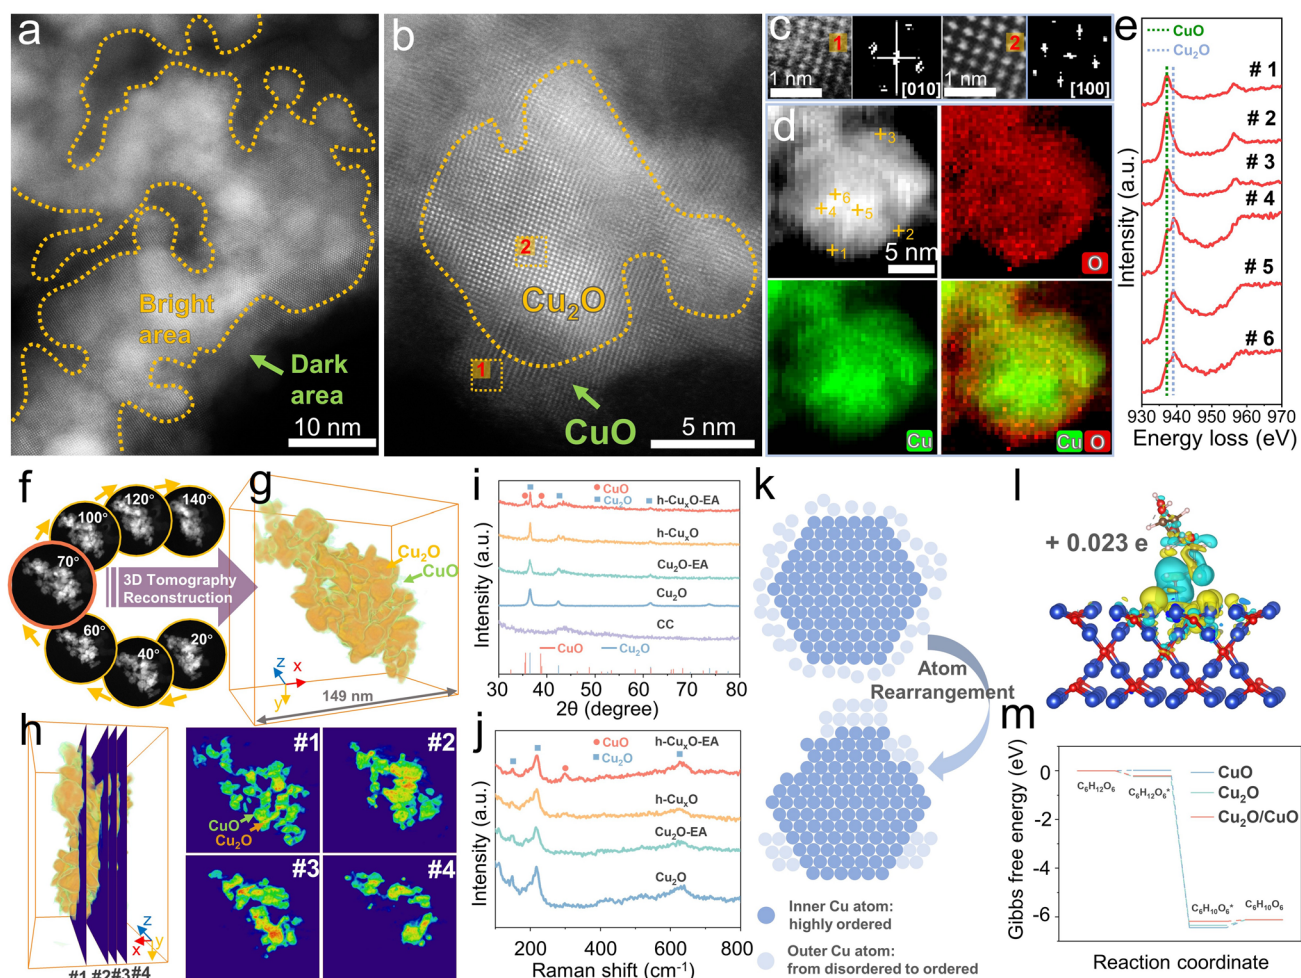 a
Bright
area
Dark
area
10 nm
b
2
Cu₂O
1
CuO
5 nm
c
1
1 nm
[010]
2
1 nm
[100]
d
+3
+6
+4
+5
+2
+1
5 nm
O
Cu
Cu O
e
CuO
Cu₂O
# 1
# 2
# 3
# 4
# 5
# 6
Intensity (a.u.)
930 940 950 960 970
Energy loss (eV)
f
120°
140°
100°
70°
60°
40°
20°
3D Tomography
Reconstruction
g
Cu₂O
CuO
z
x
y
149 nm
h
z
x
y
#1 #2 #3 #4
#1
CuO
Cu₂O
#2
#3
#4
i
CuO
Cu₂O
h-CuₓO-EA
h-CuₓO
Cu₂O-EA
Cu₂O
CC
CuO
Cu₂O
Intensity (a.u.)
30 40 50 60 70 80
2θ (degree)
j
CuO
Cu₂O
h-CuₓO-EA
h-CuₓO
Cu₂O-EA
Cu₂O
Intensity (a.u.)
200 400 600 800
Raman shift (cm⁻¹)
k
Atom
Rearrangement
Inner Cu atom:
highly ordered
Outer Cu atom:
from disordered to ordered
l
+ 0.023 e
m
0
-2
-4
-6
Gibbs free energy (eV)
C₆H₁₂O₆
C₆H₁₂O₆*
CuO
Cu₂O
Cu₂O/CuO
C₆H₁₀O₆*
C₆H₁₀O₆
Reaction coordinate